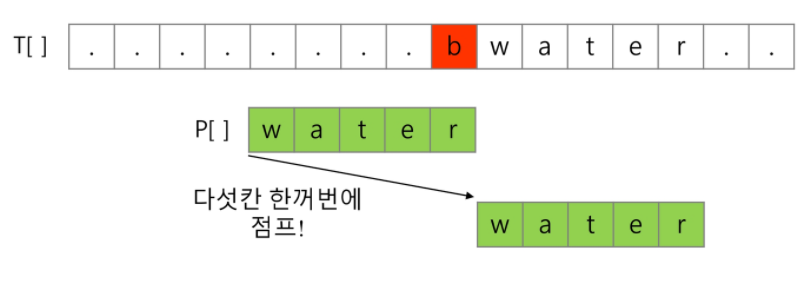 T[ ] . . . . . . . . b w a t e r . .
P[ ] w a t e r
다섯칸 한꺼번에
점프!
w a t e r